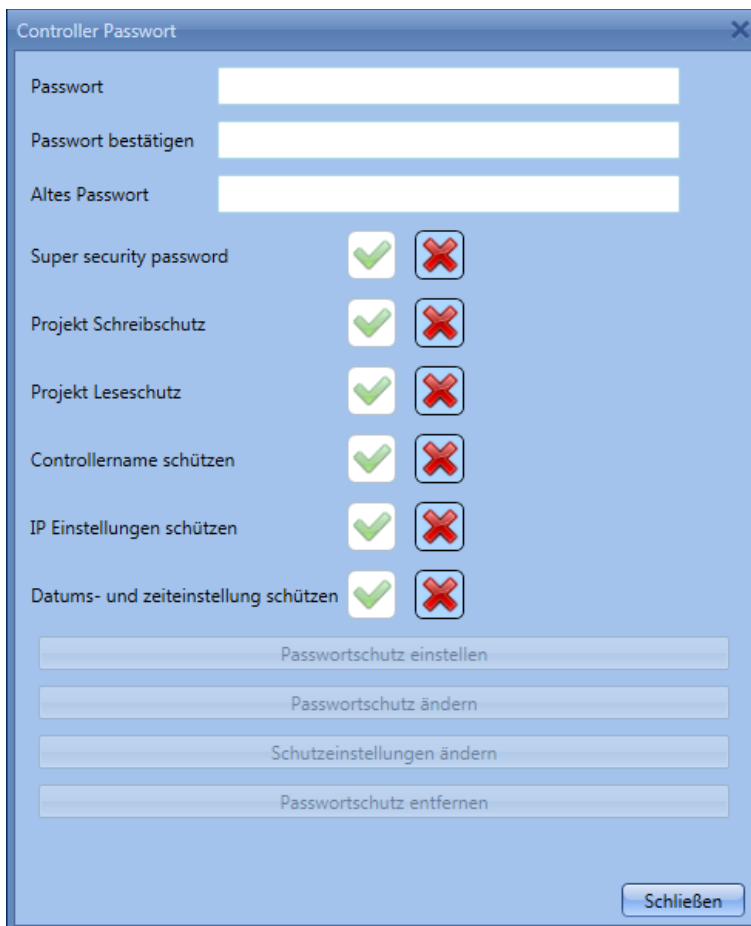 Controller Passwort
Passwort
Passwort bestätigen
Altes Passwort
Super security password
Projekt Schreibschutz
Projekt Leseschutz
Controllername schützen
IP Einstellungen schützen
Datums- und zeiteinstellung schützen
Passwortschutz einstellen
Passwortschutz ändern
Schutzeinstellungen ändern
Passwortschutz entfernen
Schließen